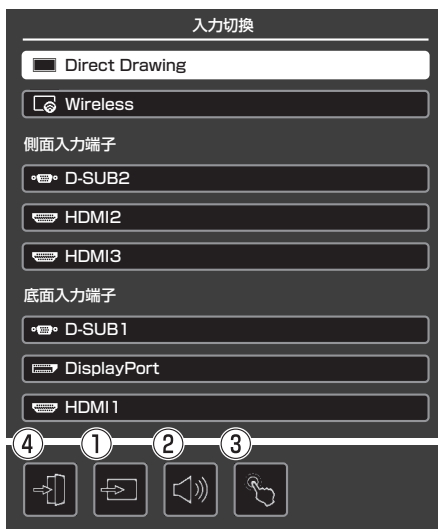 入力切換
Direct Drawing
Wireless
側面入力端子
D-SUB2
HDMI2
HDMI3
底面入力端子
D-SUB1
DisplayPort
HDMI1
④ ① ② ③